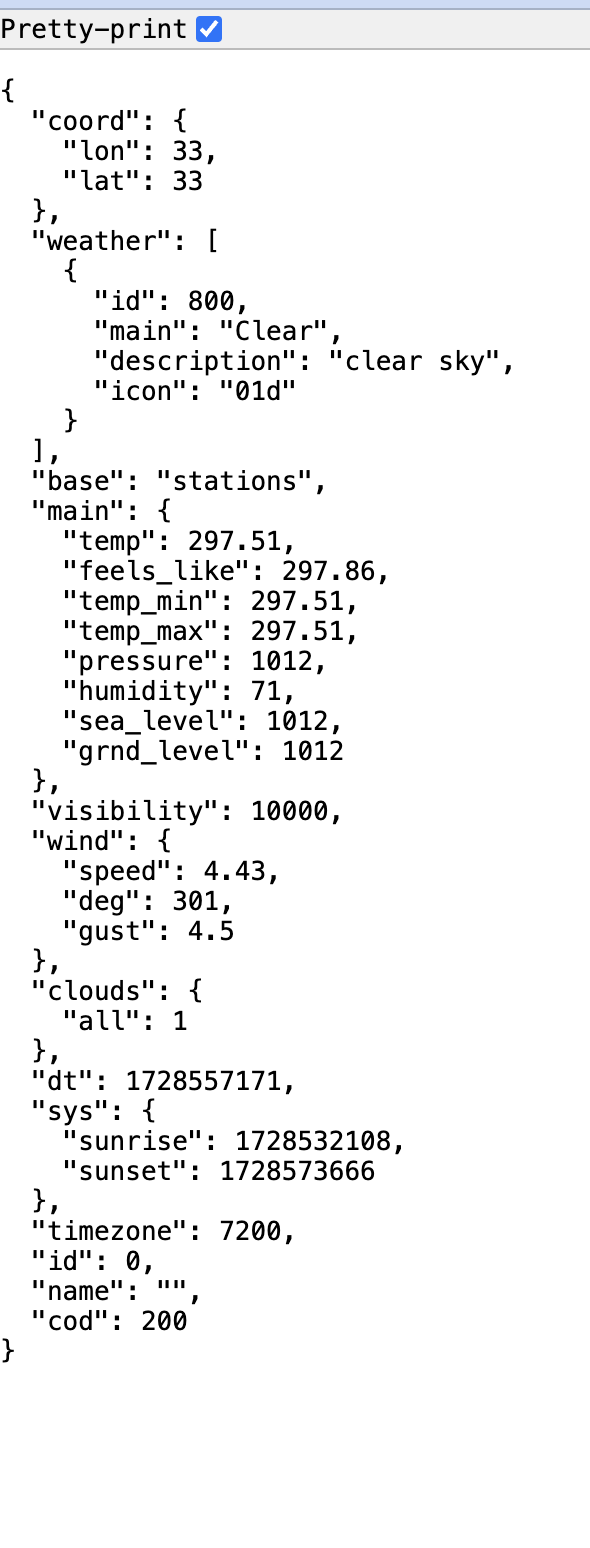 Pretty-print
{
  "coord": {
    "lon": 33,
    "lat": 33
  },
  "weather": [
    {
      "id": 800,
      "main": "Clear",
      "description": "clear sky",
      "icon": "01d"
    }
  ],
  "base": "stations",
  "main": {
    "temp": 297.51,
    "feels_like": 297.86,
    "temp_min": 297.51,
    "temp_max": 297.51,
    "pressure": 1012,
    "humidity": 71,
    "sea_level": 1012,
    "grnd_level": 1012
  },
  "visibility": 10000,
  "wind": {
    "speed": 4.43,
    "deg": 301,
    "gust": 4.5
  },
  "clouds": {
    "all": 1
  },
  "dt": 1728557171,
  "sys": {
    "sunrise": 1728532108,
    "sunset": 1728573666
  },
  "timezone": 7200,
  "id": 0,
  "name": "",
  "cod": 200
}